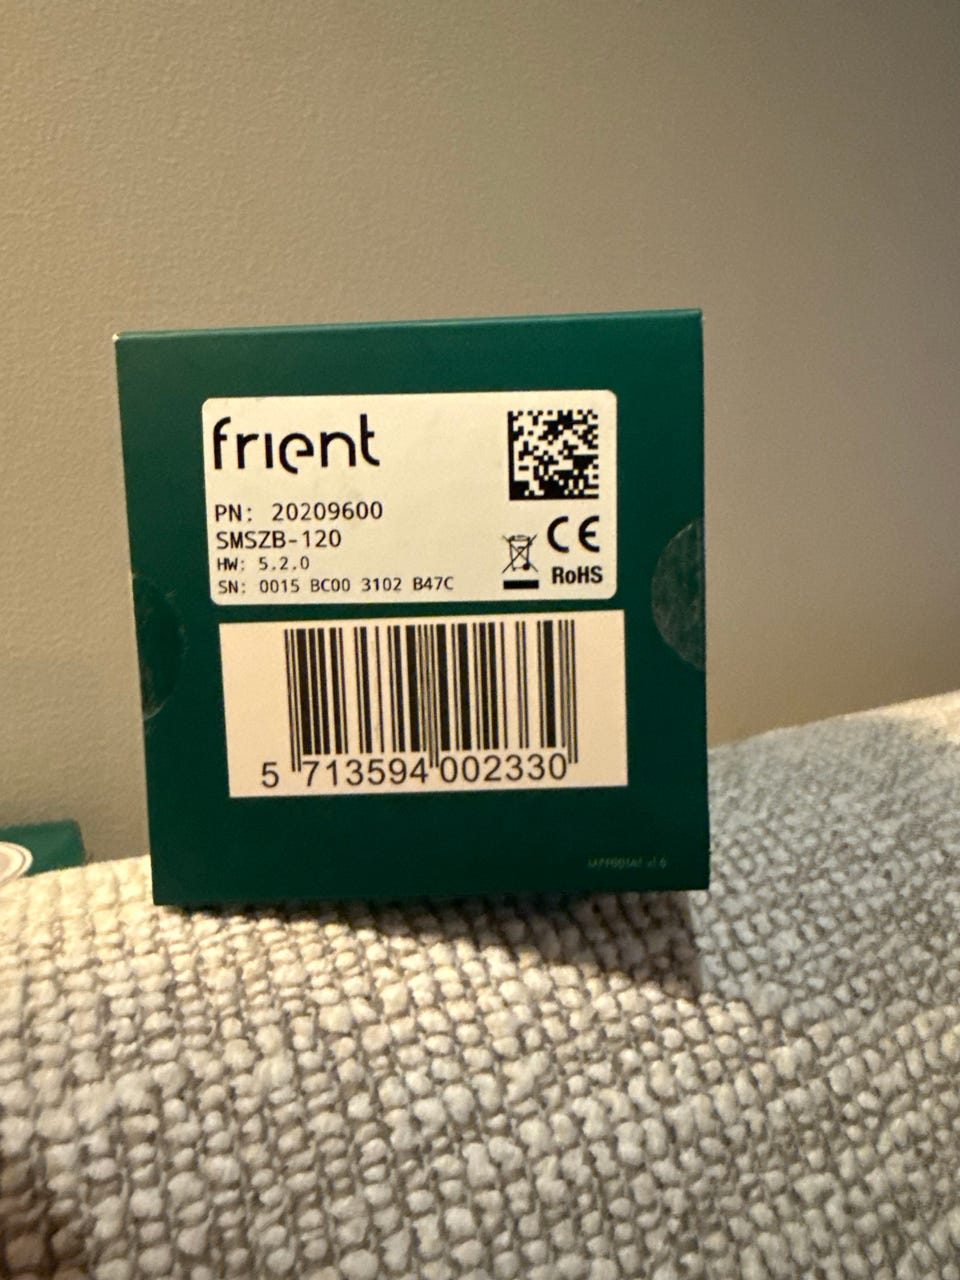 frient
PN: 20209600
SMSZB-120
HW: 5.2.0
SN: 0015 BC00 3102 B47C
CE
RoHS
5 713594 002330